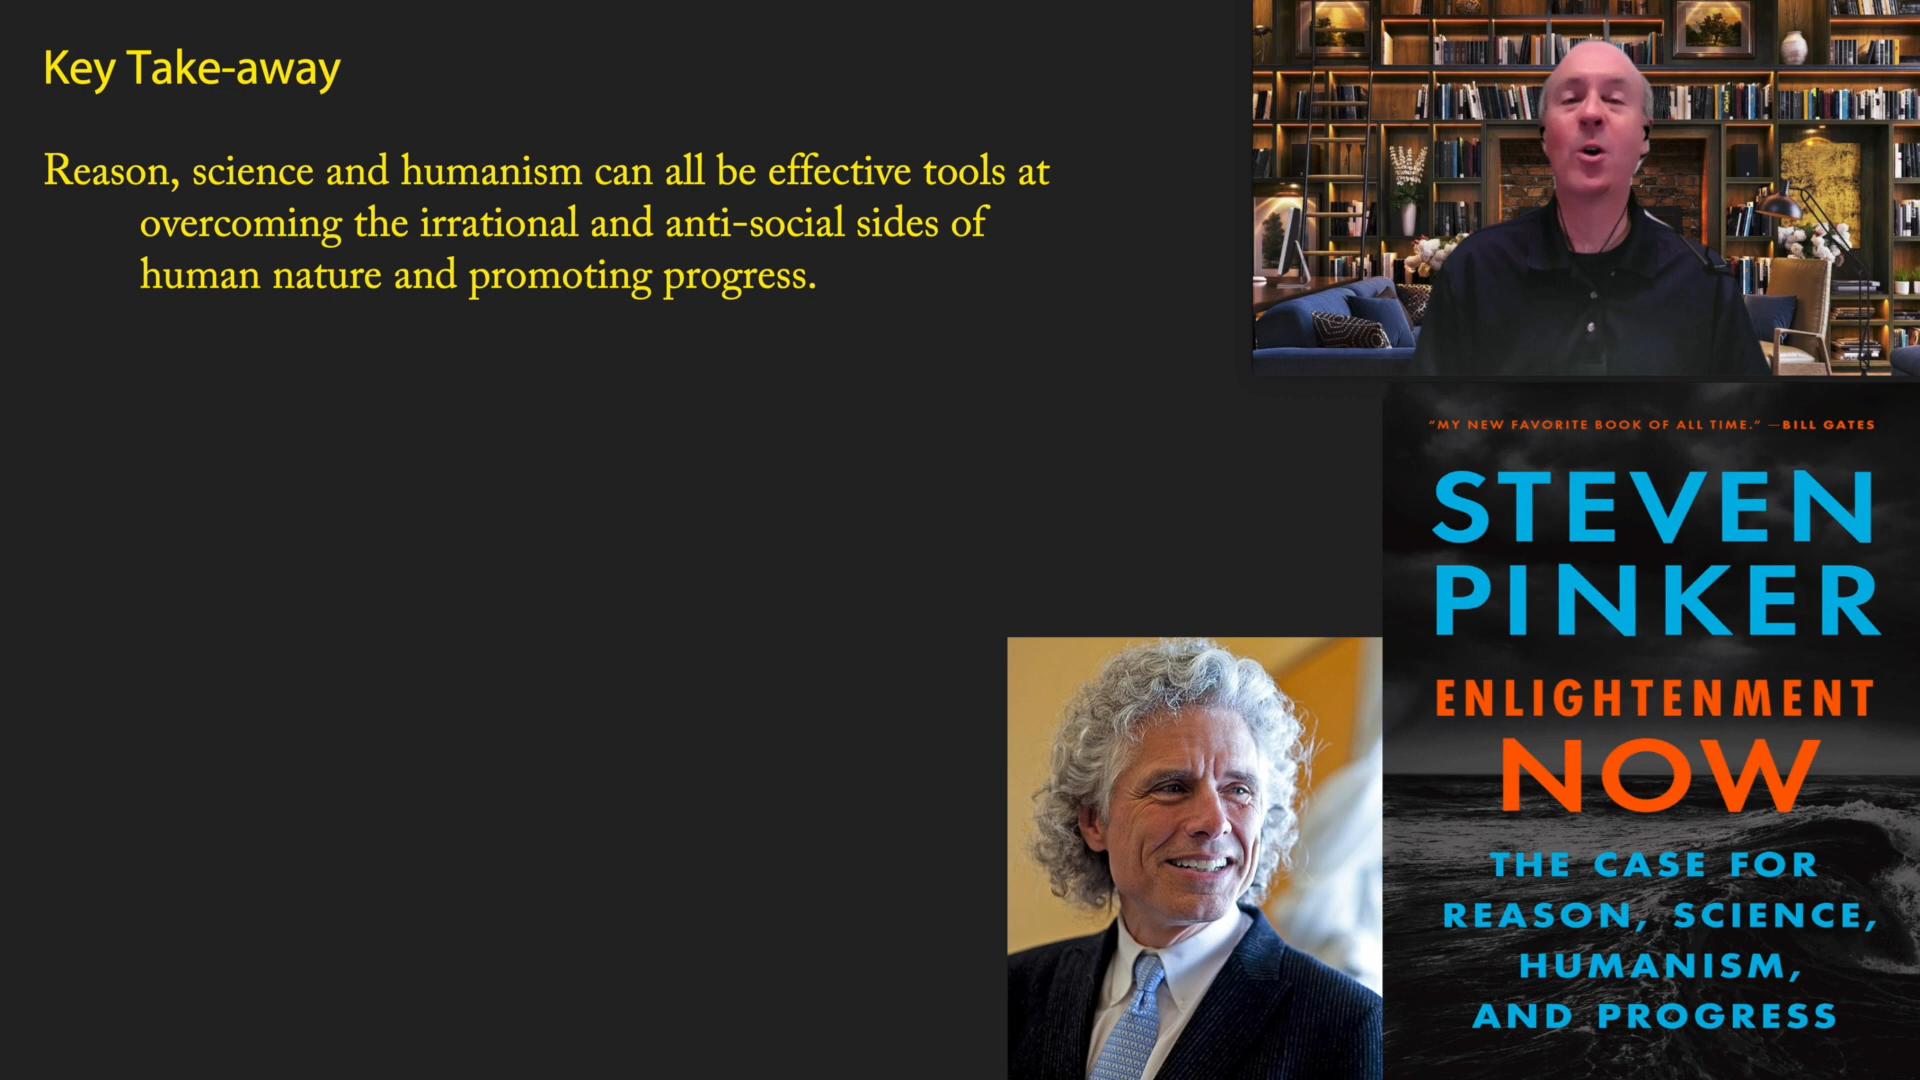 Key Take-away
Reason, science and humanism can all be effective tools at
overcoming the irrational and anti-social sides of
human nature and promoting progress.
“MY NEW FAVORITE BOOK OF ALL TIME.” —BILL GATES
STEVEN
PINKER
ENLIGHTENMENT
NOW
THE CASE FOR
REASON, SCIENCE,
HUMANISM,
AND PROGRESS